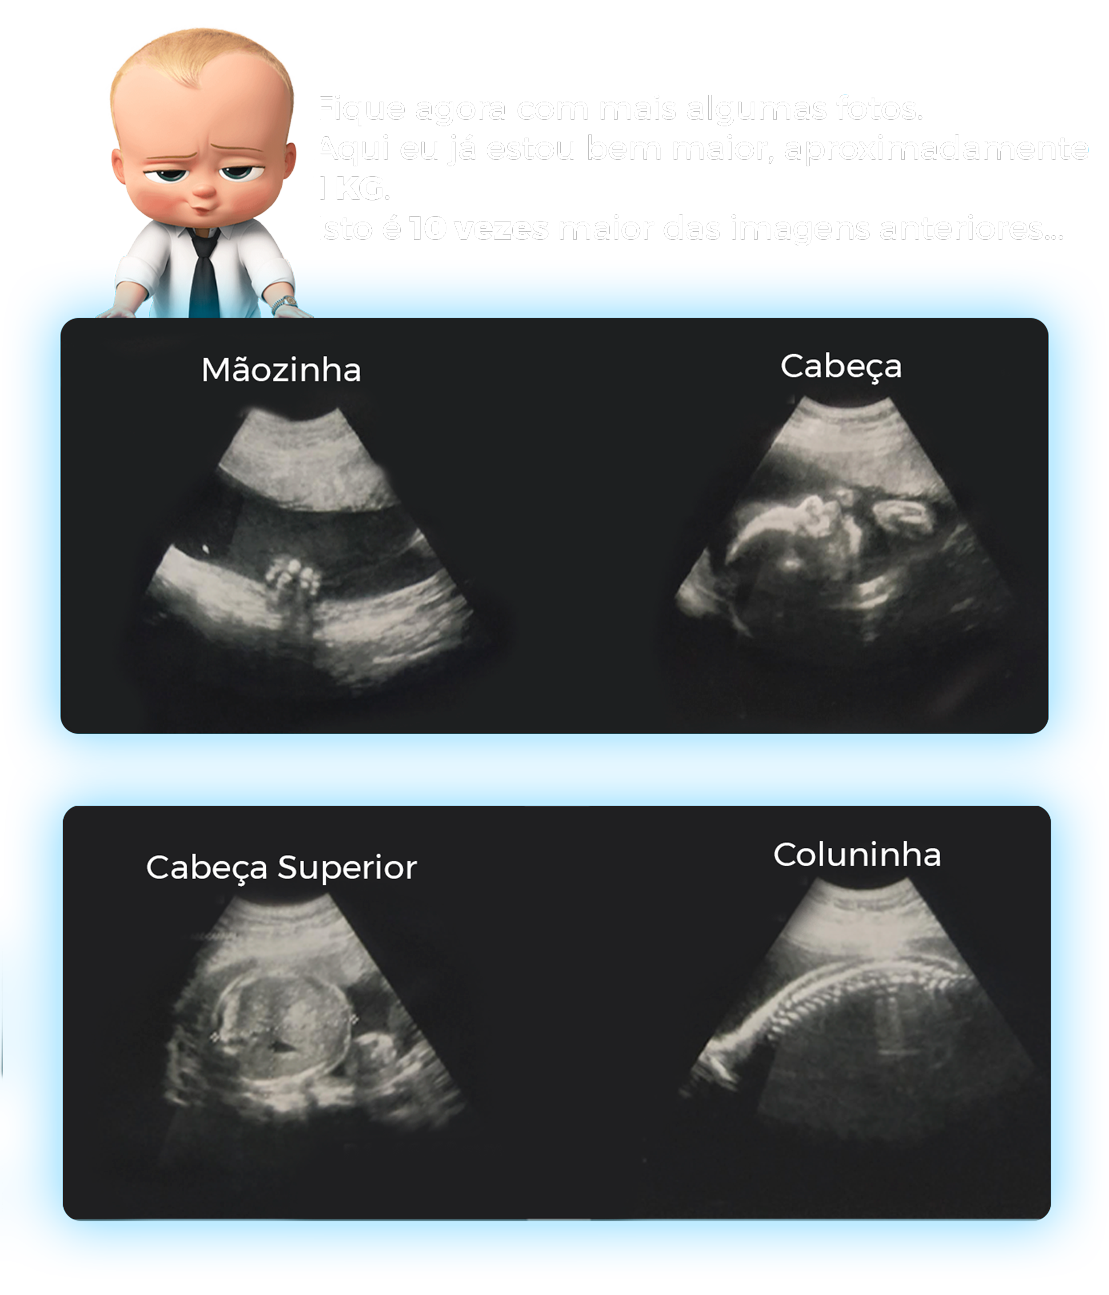 Fique agora com mais algumas fotos.
Aqui eu já estou bem maior, aproximadamente
1 KG.
Isto é 10 vezes maior das imagens anteriores...
Mãozinha
Cabeça
Cabeça Superior
Coluninha